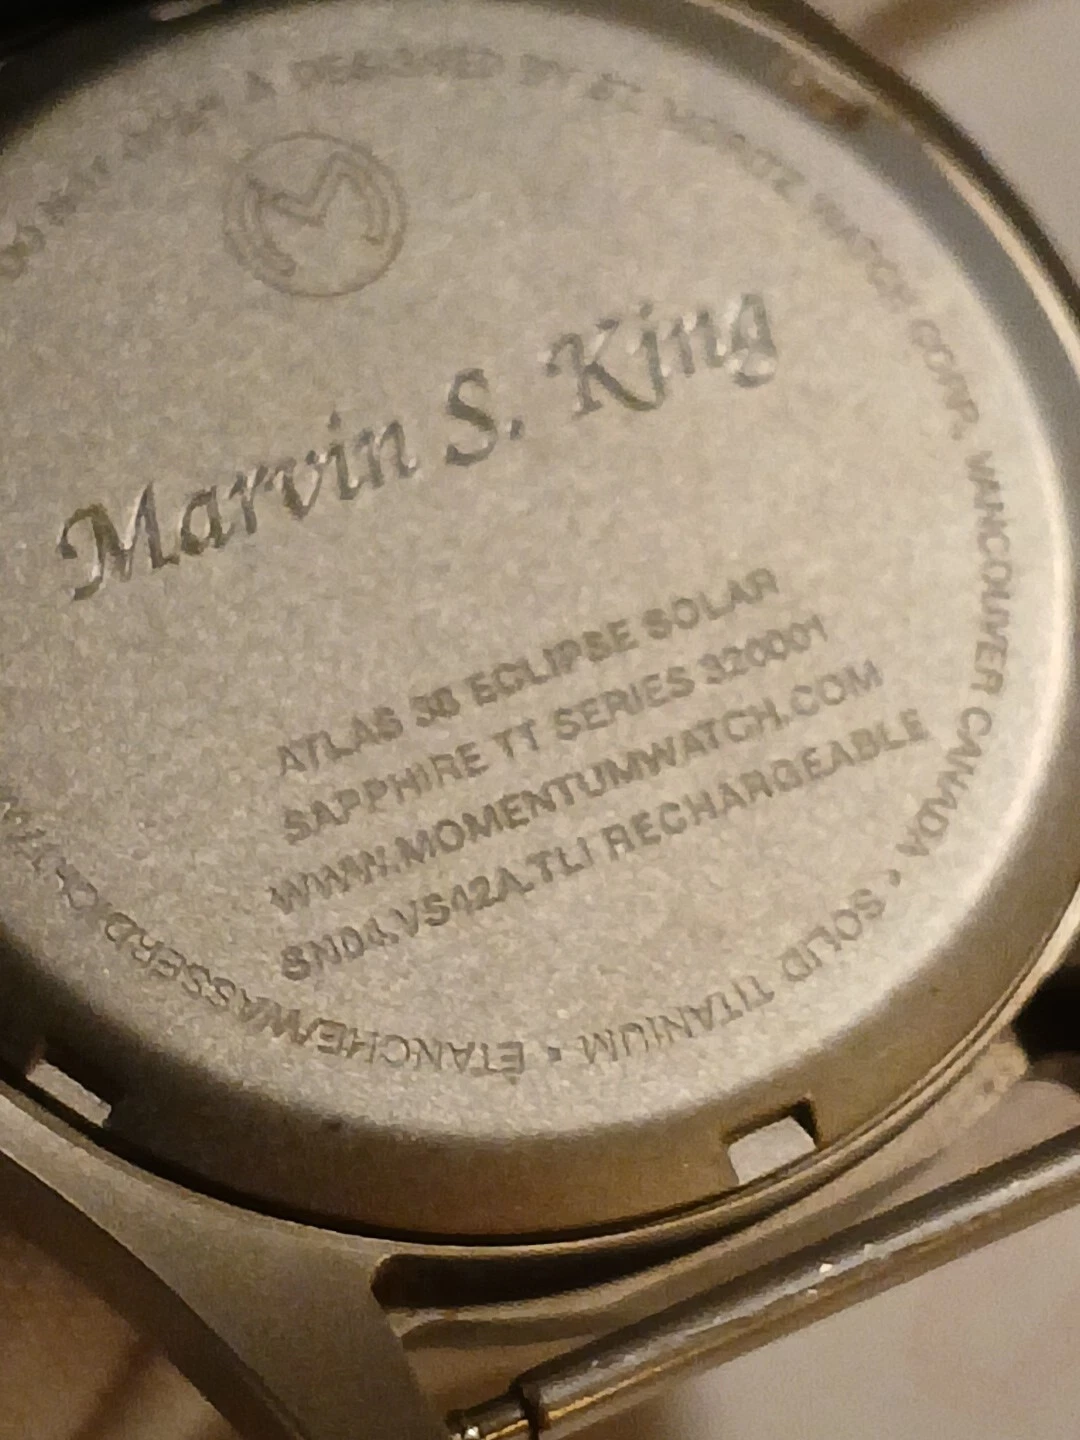 DESIGNED BY ST. MORITZ WATCH CORP. VANCOUVER CANADA • SOLID TITANIUM • ÉTANCHE/WASSERDICHT
Marvin S. King
ATLAS 38 ECLIPSE SOLAR
SAPPHIRE TT SERIES 320001
WWW.MOMENTUMWATCH.COM
SN04.VS42A.TLI RECHARGEABLE